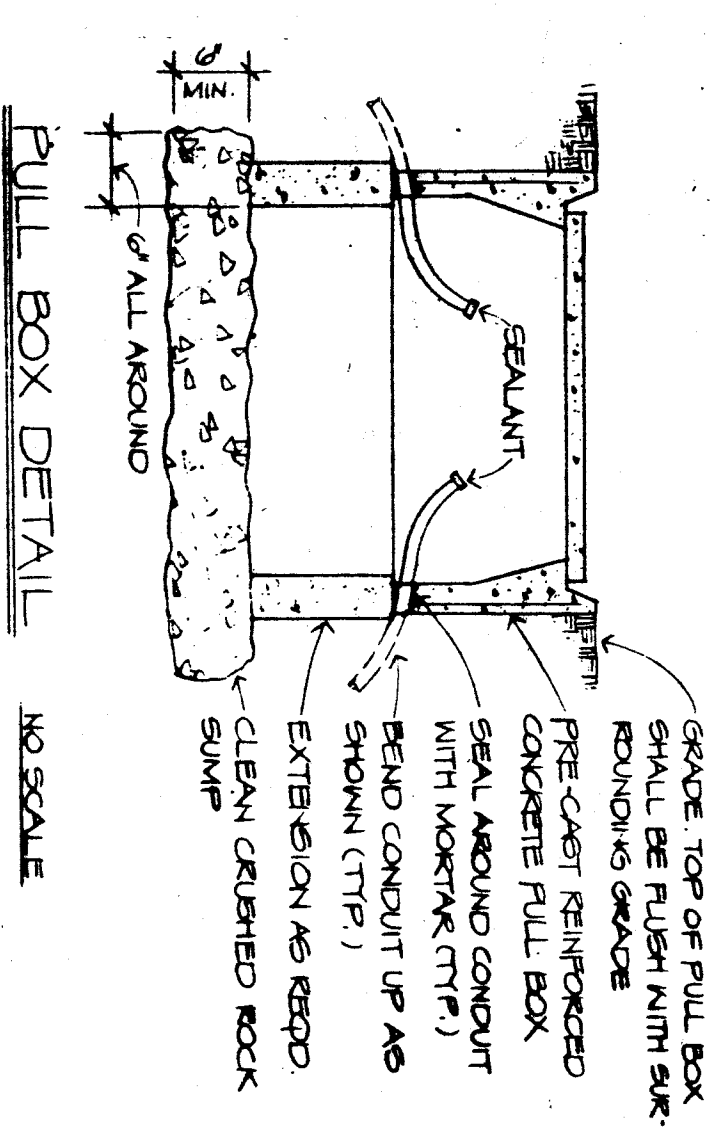 GRADE. TOP OF PULL BOX
SHALL BE FLUSH WITH SUR-
ROUNDING GRADE
PRE-CAST REINFORCED
CONCRETE PULL BOX
SEAL AROUND CONDUIT
WITH MORTAR (TYP.)
BEND CONDUIT UP AS
SHOWN (TYP.)
EXTENSION AS REQD.
CLEAN CRUSHED ROCK
SUMP
SEALANT
6"
MIN.
6" ALL AROUND
PULL BOX DETAIL
NO SCALE